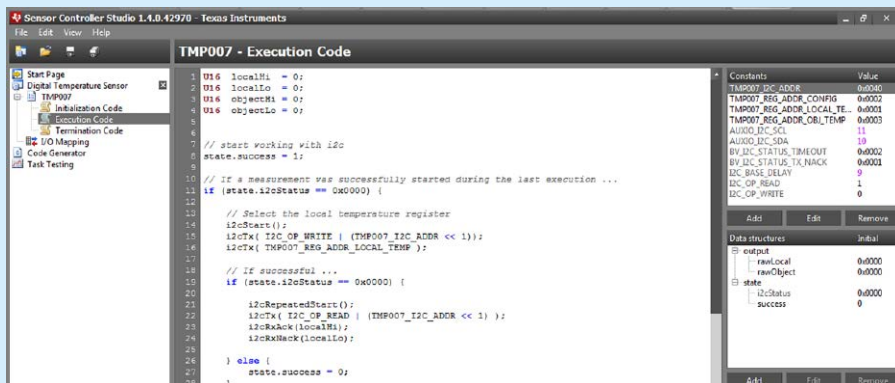 Sensor Controller Studio 1.4.0.42970 - Texas Instruments
File Edit View Help
TMP007 - Execution Code
Start Page
Digital Temperature Sensor
TMP007
Initialization Code
Execution Code
Termination Code
I/O Mapping
Code Generator
Task Testing
1 U16 localHi = 0;
2 U16 localLo = 0;
3 U16 objectHi = 0;
4 U16 objectLo = 0;
5
6
7 // start working with i2c
8 state.success = 1;
9
10 // If a measurement was successfully started during the last execution ...
11 if (state.i2cStatus == 0x0000) {
12
13 // Select the local temperature register
14 i2cStart();
15 i2cTx( I2C_OP_WRITE | (TMP007_I2C_ADDR << 1));
16 i2cTx( TMP007_REG_ADDR_LOCAL_TEMP );
17
18 // If successful ...
19 if (state.i2cStatus == 0x0000) {
20
21 i2cRepeatedStart();
22 i2cTx( I2C_OP_READ | (TMP007_I2C_ADDR << 1) );
23 i2cRxAck(localHi);
24 i2cRxNack(localLo);
25
26 } else {
27 state.success = 0;
28 }
Constants Value
TMP007_I2C_ADDR 0x0040
TMP007_REG_ADDR_CONFIG 0x0002
TMP007_REG_ADDR_LOCAL_TE... 0x0001
TMP007_REG_ADDR_OBJ_TEMP 0x0003
AUXIO_I2C_SCL 11
AUXIO_I2C_SDA 10
BV_I2C_STATUS_TIMEOUT 0x0002
BV_I2C_STATUS_TX_NACK 0x0001
I2C_BASE_DELAY 9
I2C_OP_READ 1
I2C_OP_WRITE 0
Add Edit Remove
Data structures Initial
output
rawLocal 0x0000
rawObject 0x0000
state
i2cStatus 0x0000
success 0
Add Edit Remove